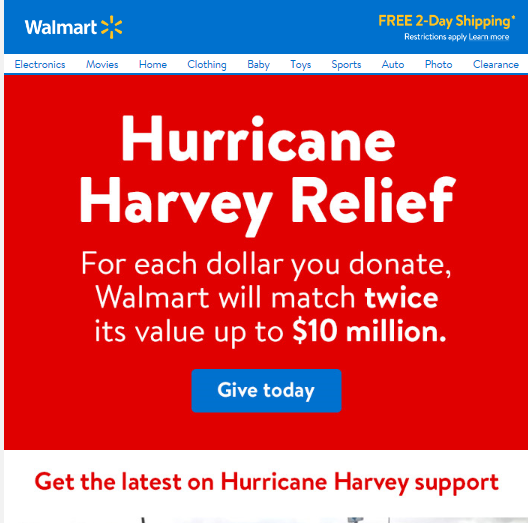 Walmart
FREE 2-Day Shipping*
Restrictions apply Learn more
Electronics Movies Home Clothing Baby Toys Sports Auto Photo Clearance
Hurricane
Harvey Relief
For each dollar you donate,
Walmart will match twice
its value up to $10 million.
Give today
Get the latest on Hurricane Harvey support